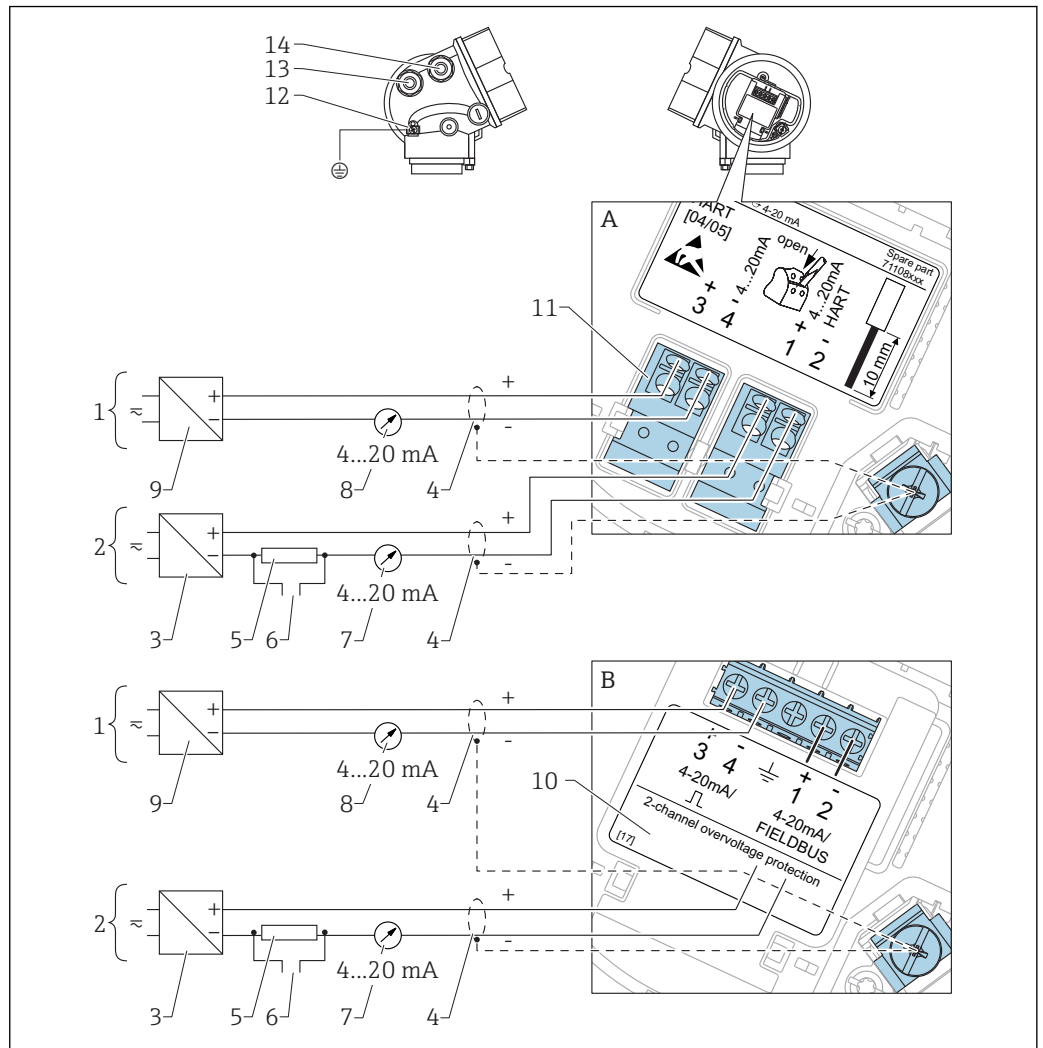 14
13
12
A
HART
[04/05]
4-20 mA
open
Spare part
71108xxx
+ - 4...20mA
3 4
+ - 4...20mA
HART
1 2
10 mm
11
1 ≂ + - + -
4...20 mA
9 8 4
2 ≂ + - + -
4...20 mA
3 5 6 7 4
B
1 ≂ + - + -
4...20 mA
9 8 4
10
- + -
3 4 1 2
4-20mA/
4-20mA/
FIELDBUS
2-channel overvoltage protection
[17]
2 ≂ + - + -
4...20 mA
3 5 6 7 4